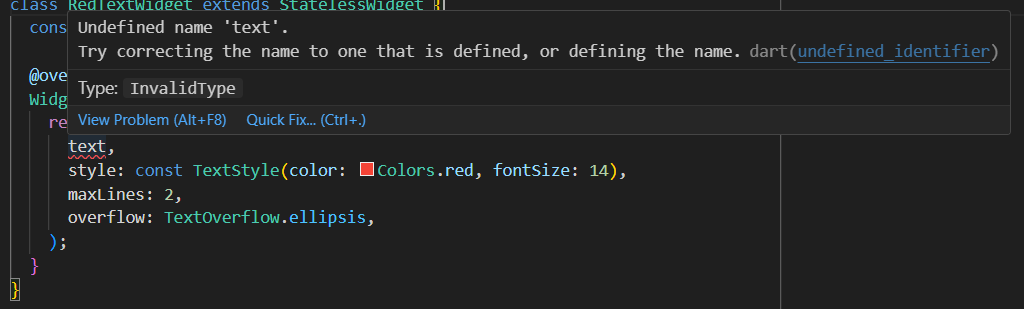 class RedTextWidget extends StatelessWidget {
cons
Undefined name 'text'.
Try correcting the name to one that is defined, or defining the name. dart(undefined_identifier)
@ove
Type: InvalidType
Widg
View Problem (Alt+F8) Quick Fix... (Ctrl+.)
re
text,
style: const TextStyle(color: Colors.red, fontSize: 14),
maxLines: 2,
overflow: TextOverflow.ellipsis,
);
}
}